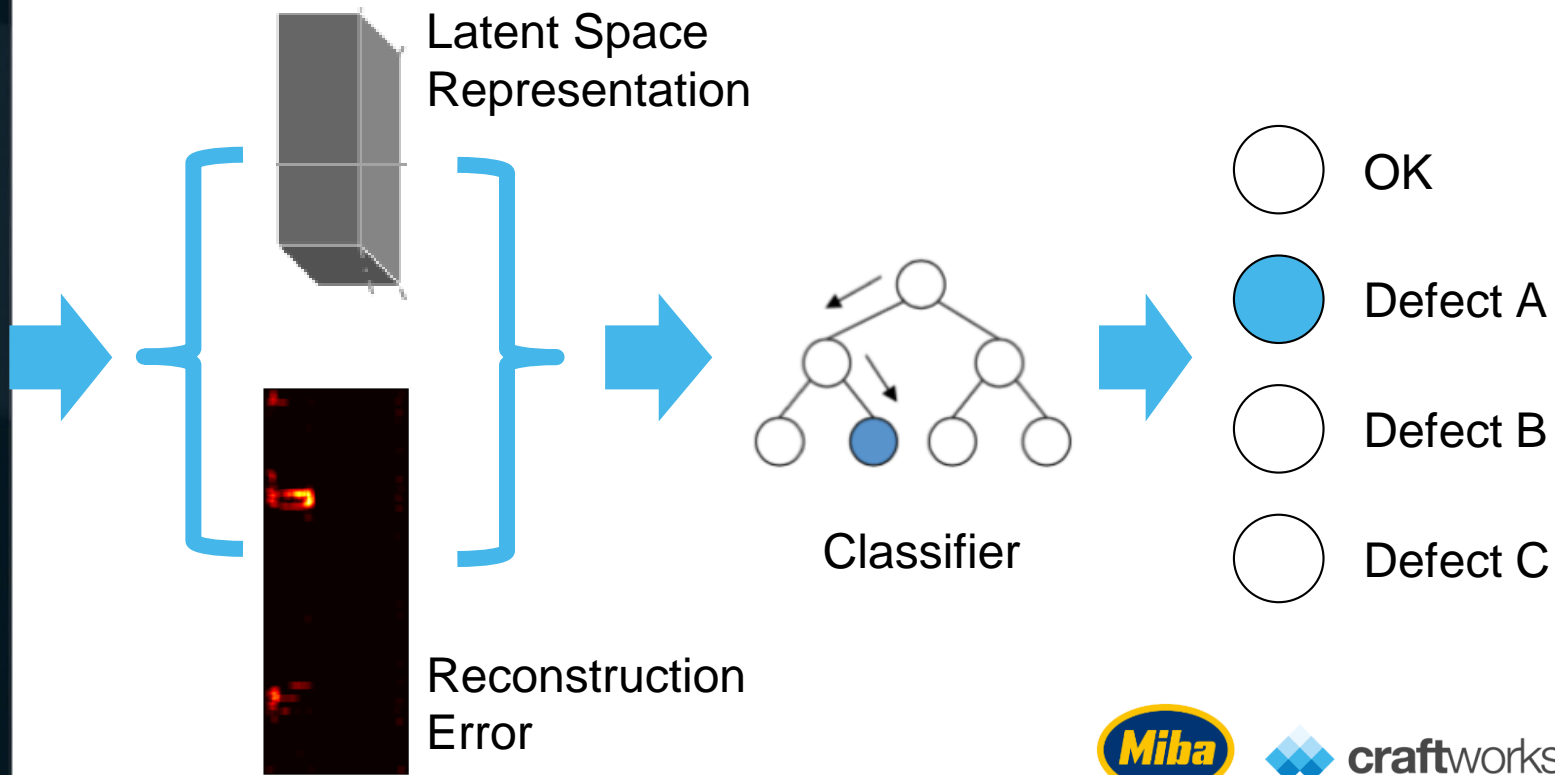 Latent Space
Representation
OK
Defect A
Defect B
Classifier
Defect C
Reconstruction
Error
Miba
craftworks